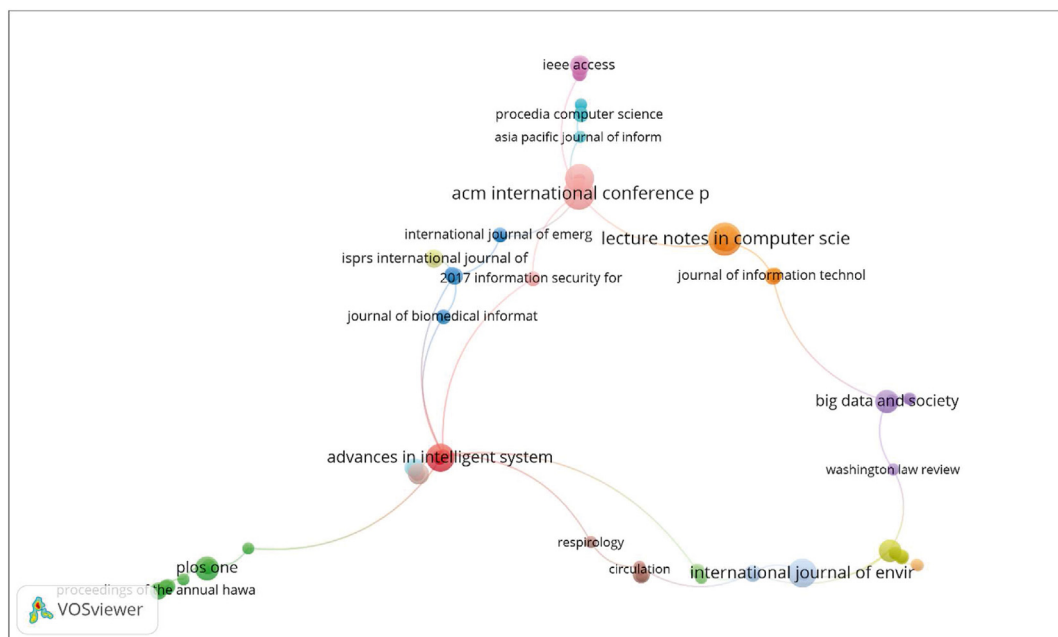 ieee access
procedia computer science
asia pacific journal of inform
acm international conference p
international journal of emerg
lecture notes in computer scie
isprs international journal of
2017 information security for
journal of information technol
journal of biomedical informat
big data and society
advances in intelligent system
washington law review
respirology
circulation
international journal of envir
plos one
proceedings of the annual hawa
VOSviewer